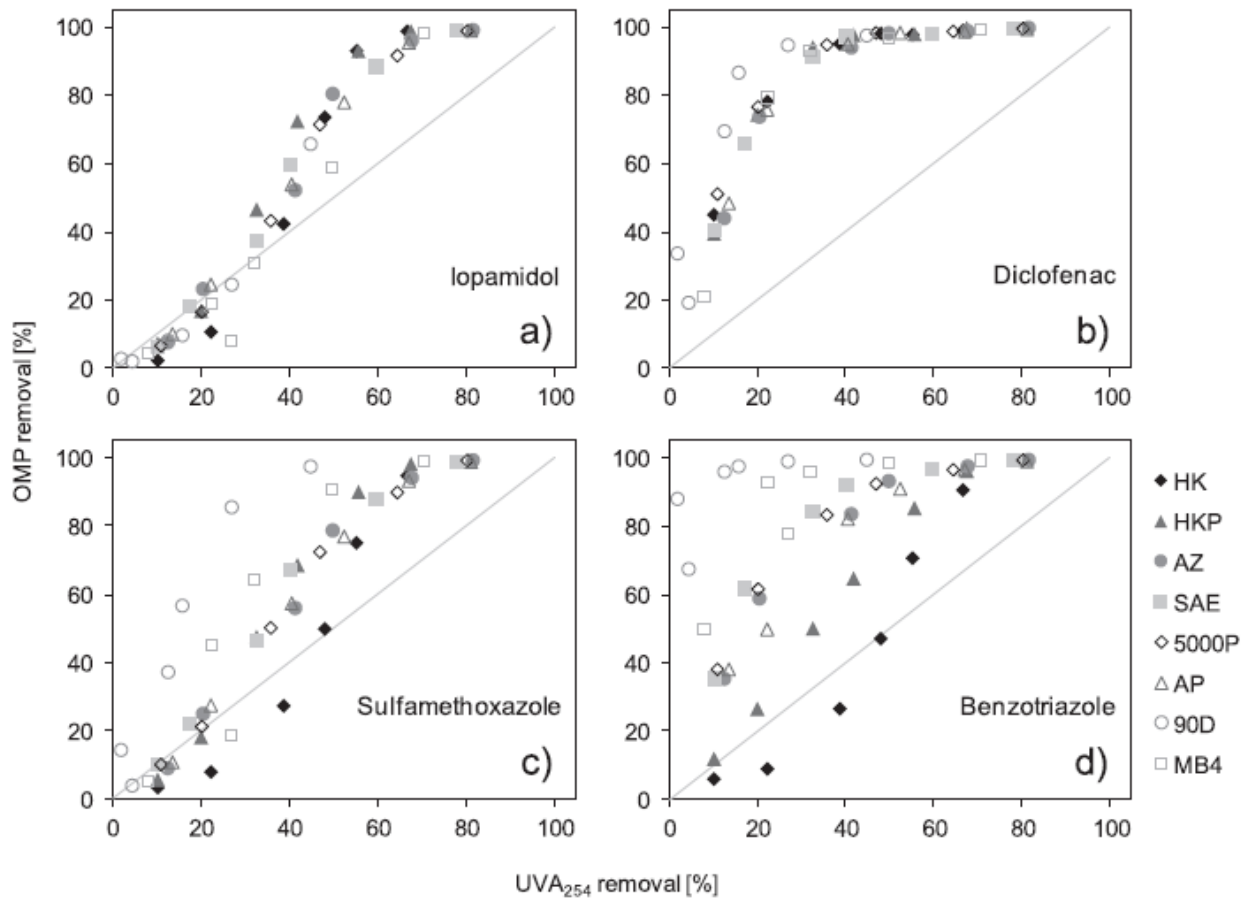 OMP removal [%]
100
80
60
40
20
0
0 20 40 60 80 100
Iopamidol
a)
100
80
60
40
20
0
0 20 40 60 80 100
Diclofenac
b)
100
80
60
40
20
0
0 20 40 60 80 100
Sulfamethoxazole
c)
100
80
60
40
20
0
0 20 40 60 80 100
Benzotriazole
d)
HK
HKP
AZ
SAE
5000P
AP
90D
MB4
UVA254 removal [%]